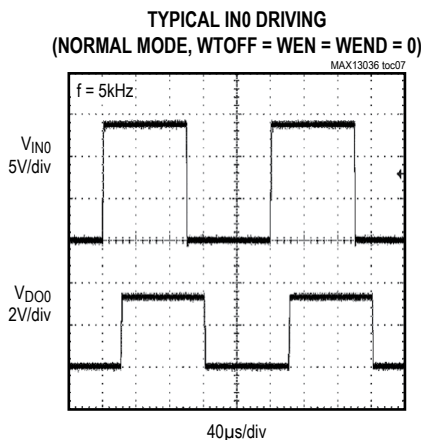 TYPICAL IN0 DRIVING
(NORMAL MODE, WTOFF = WEN = WEND = 0)
MAX13036 toc07
f = 5kHz
VIN0
5V/div
VDO0
2V/div
40µs/div